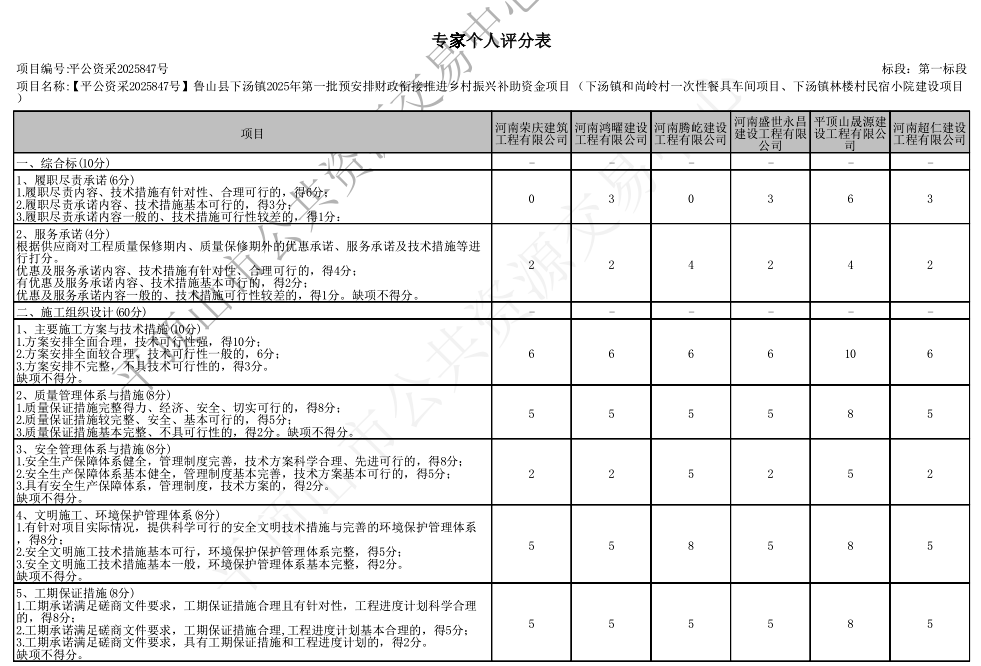 专家个人评分表
项目编号:平公资采2025847号
标段：第一标段
项目名称:【平公资采2025847号】鲁山县下汤镇2025年第一批预安排财政衔接推进乡村振兴补助资金项目（下汤镇和尚岭村一次性餐具车间项目、下汤镇林楼村民宿小院建设项目
）
项目
河南荣庆建筑
工程有限公司
河南鸿曜建设
工程有限公司
河南腾屹建设
工程有限公司
河南盛世永昌
建设工程有限
公司
平顶山晟源建
设工程有限公
司
河南超仁建设
工程有限公司
一、综合标(10分)
— — — — — —
1、履职尽责承诺(6分)
1.履职尽责内容、技术措施有针对性、合理可行的，得6分;
2.履职尽责承诺内容、技术措施基本可行的，得3分;
3.履职尽责承诺内容一般的、技术措施可行性较差的，得1分;
0 3 0 3 6 3
2、服务承诺(4分)
根据供应商对工程质量保修期内、质量保修期外的优惠承诺、服务承诺及技术措施等进
行打分。
优惠及服务承诺内容、技术措施有针对性、合理可行的，得4分;
有优惠及服务承诺内容、技术措施基本可行的，得2分;
优惠及服务承诺内容一般的、技术措施可行性较差的，得1分。缺项不得分。
2 2 4 2 4 2
二、施工组织设计(60分)
— — — — — —
1、主要施工方案与技术措施(10分)
1.方案安排全面合理，技术可行性强，得10分;
2.方案安排全面较合理，技术可行性一般的，6分;
3.方案安排不完整，不具技术可行性的，得3分。
缺项不得分。
6 6 6 6 10 6
2、质量管理体系与措施(8分)
1.质量保证措施完整得力、经济、安全、切实可行的，得8分;
2.质量保证措施较完整、安全、基本可行的，得5分;
3.质量保证措施基本完整、不具可行性的，得2分。缺项不得分。
5 5 5 5 8 5
3、安全管理体系与措施(8分)
1.安全生产保障体系健全，管理制度完善，技术方案科学合理、先进可行的，得8分;
2.安全生产保障体系基本健全，管理制度基本完善，技术方案基本可行的，得5分;
3.具有安全生产保障体系，管理制度，技术方案的，得2分。
缺项不得分。
2 2 5 2 5 2
4、文明施工、环境保护管理体系(8分)
1.有针对项目实际情况，提供科学可行的安全文明技术措施与完善的环境保护管理体系
，得8分;
2.安全文明施工技术措施基本可行，环境保护保护管理体系完整，得5分;
3.安全文明施工技术措施基本一般，环境保护管理体系基本完整，得2分。
缺项不得分。
5 5 8 5 8 5
5、工期保证措施(8分)
1.工期承诺满足磋商文件要求，工期保证措施合理且有针对性，工程进度计划科学合理
的，得8分;
2.工期承诺满足磋商文件要求，工期保证措施合理,工程进度计划基本合理的，得5分;
3.工期承诺满足磋商文件要求，具有工期保证措施和工程进度计划的，得2分。
缺项不得分。
5 5 5 5 8 5
平顶山市公共资源交易中心
平顶山市公共资源交易中心